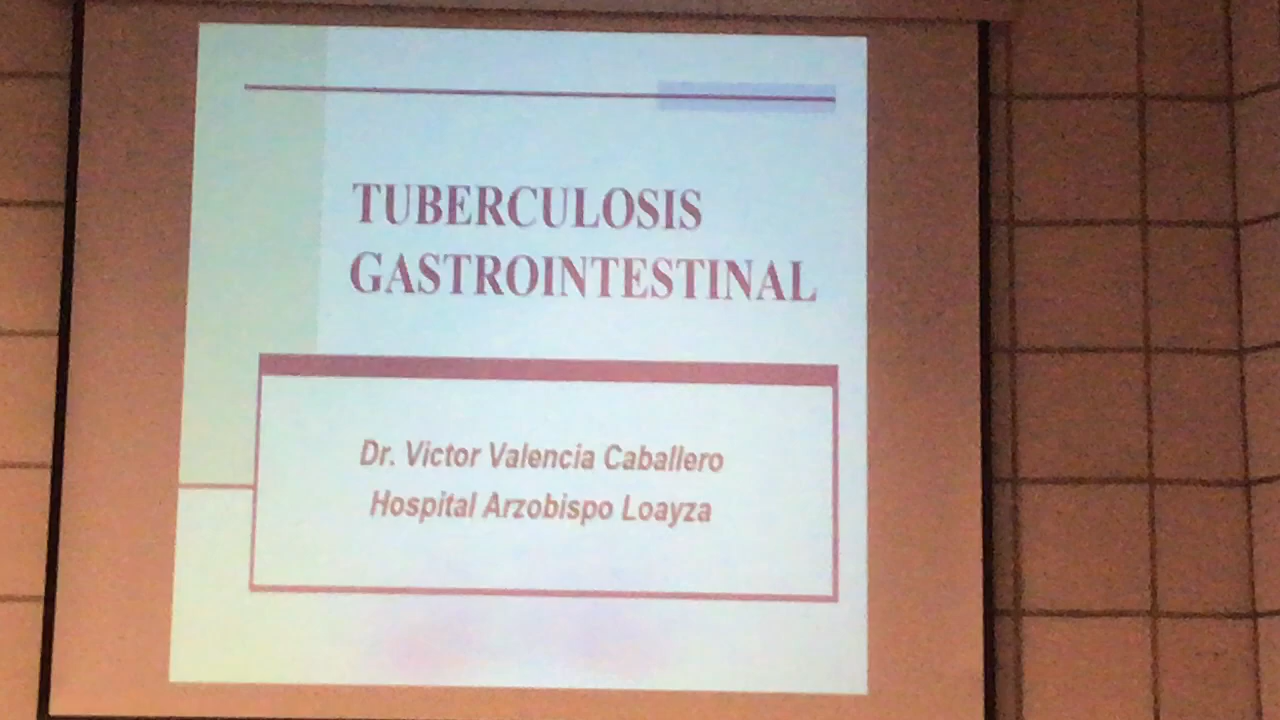 TUBERCULOSIS
GASTROINTESTINAL
Dr. Victor Valencia Caballero
Hospital Arzobispo Loayza